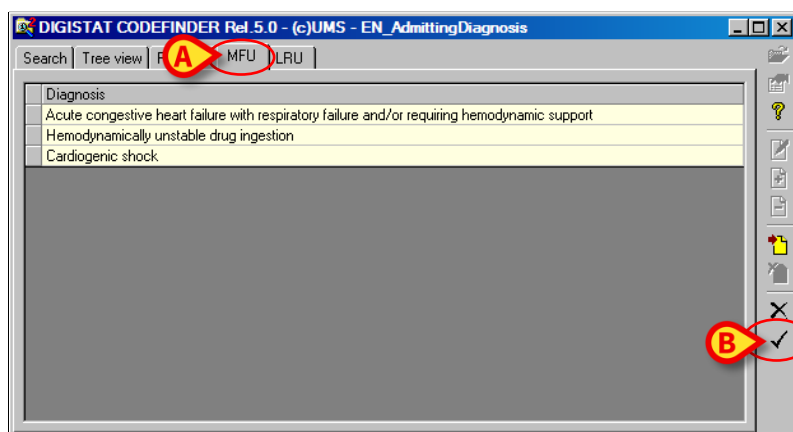 DIGISTAT CODEFINDER Rel.5.0 - (c)UMS - EN_AdmittingDiagnosis
Search Tree view A MFU LRU
Diagnosis
Acute congestive heart failure with respiratory failure and/or requiring hemodynamic support
Hemodynamically unstable drug ingestion
Cardiogenic shock
B